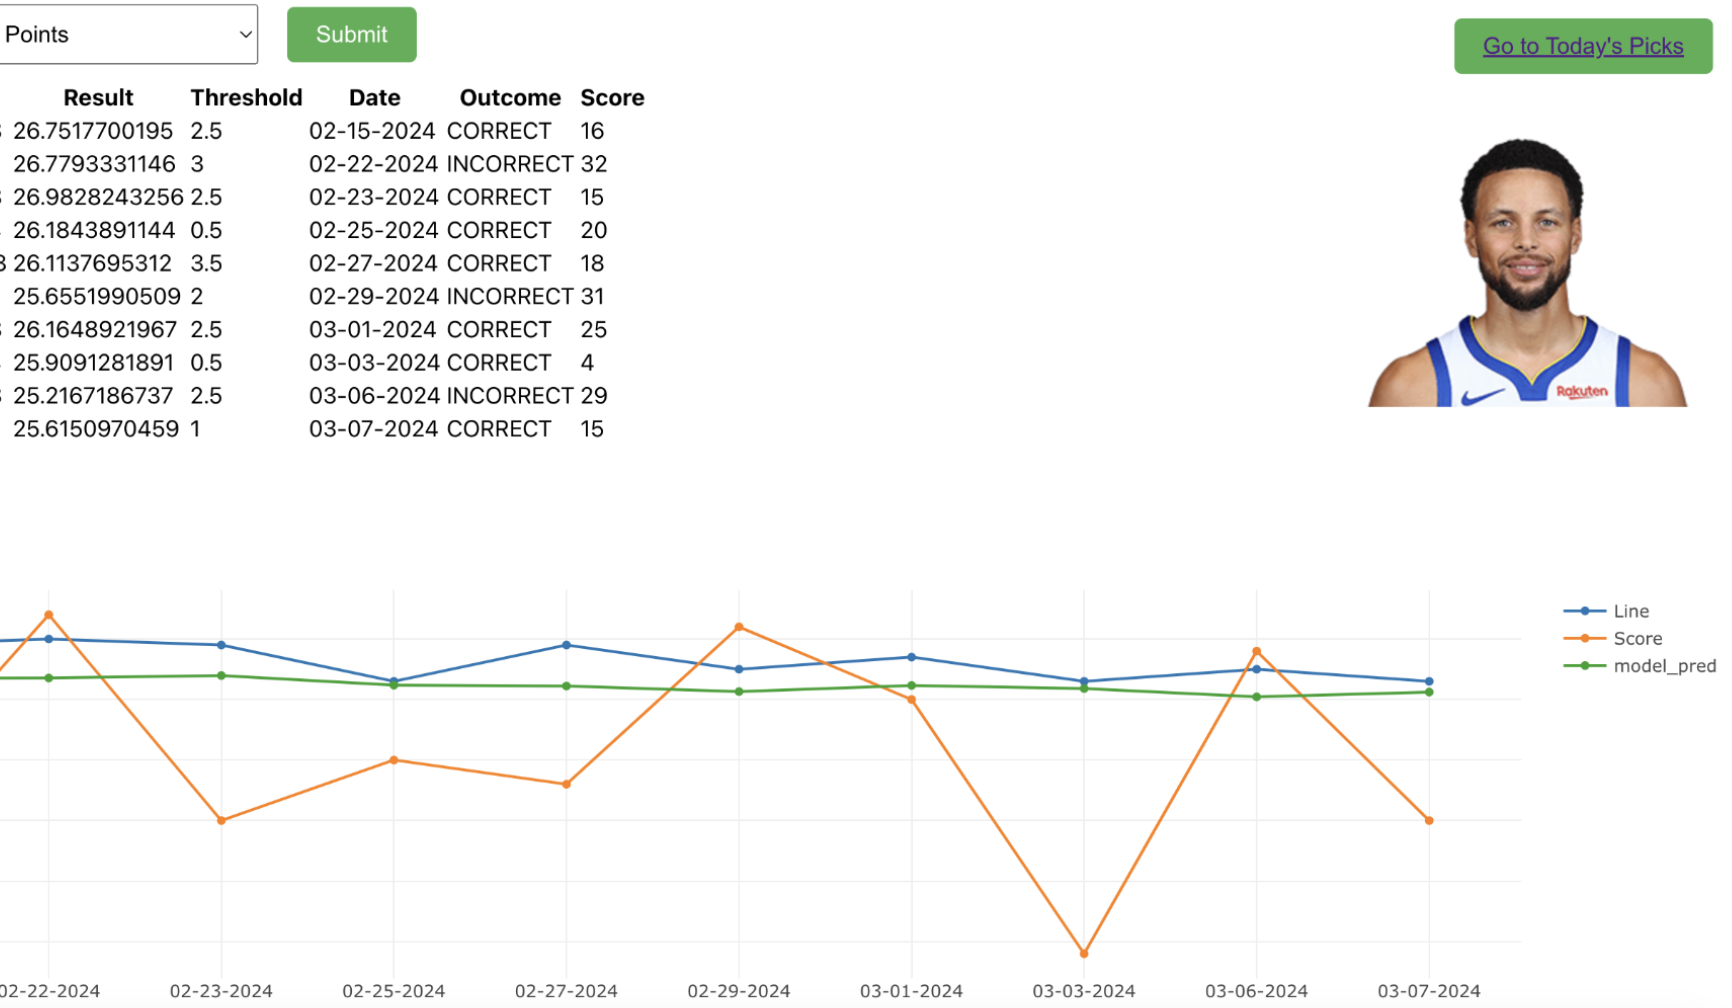 Points
Submit
Go to Today's Picks
Result Threshold Date Outcome Score
26.7517700195 2.5 02-15-2024 CORRECT 16
26.7793331146 3 02-22-2024 INCORRECT 32
26.9828243256 2.5 02-23-2024 CORRECT 15
26.1843891144 0.5 02-25-2024 CORRECT 20
26.1137695312 3.5 02-27-2024 CORRECT 18
25.6551990509 2 02-29-2024 INCORRECT 31
26.1648921967 2.5 03-01-2024 CORRECT 25
25.9091281891 0.5 03-03-2024 CORRECT 4
25.2167186737 2.5 03-06-2024 INCORRECT 29
25.6150970459 1 03-07-2024 CORRECT 15
Rakuten
Line
Score
model_pred
02-22-2024 02-23-2024 02-25-2024 02-27-2024 02-29-2024 03-01-2024 03-03-2024 03-06-2024 03-07-2024